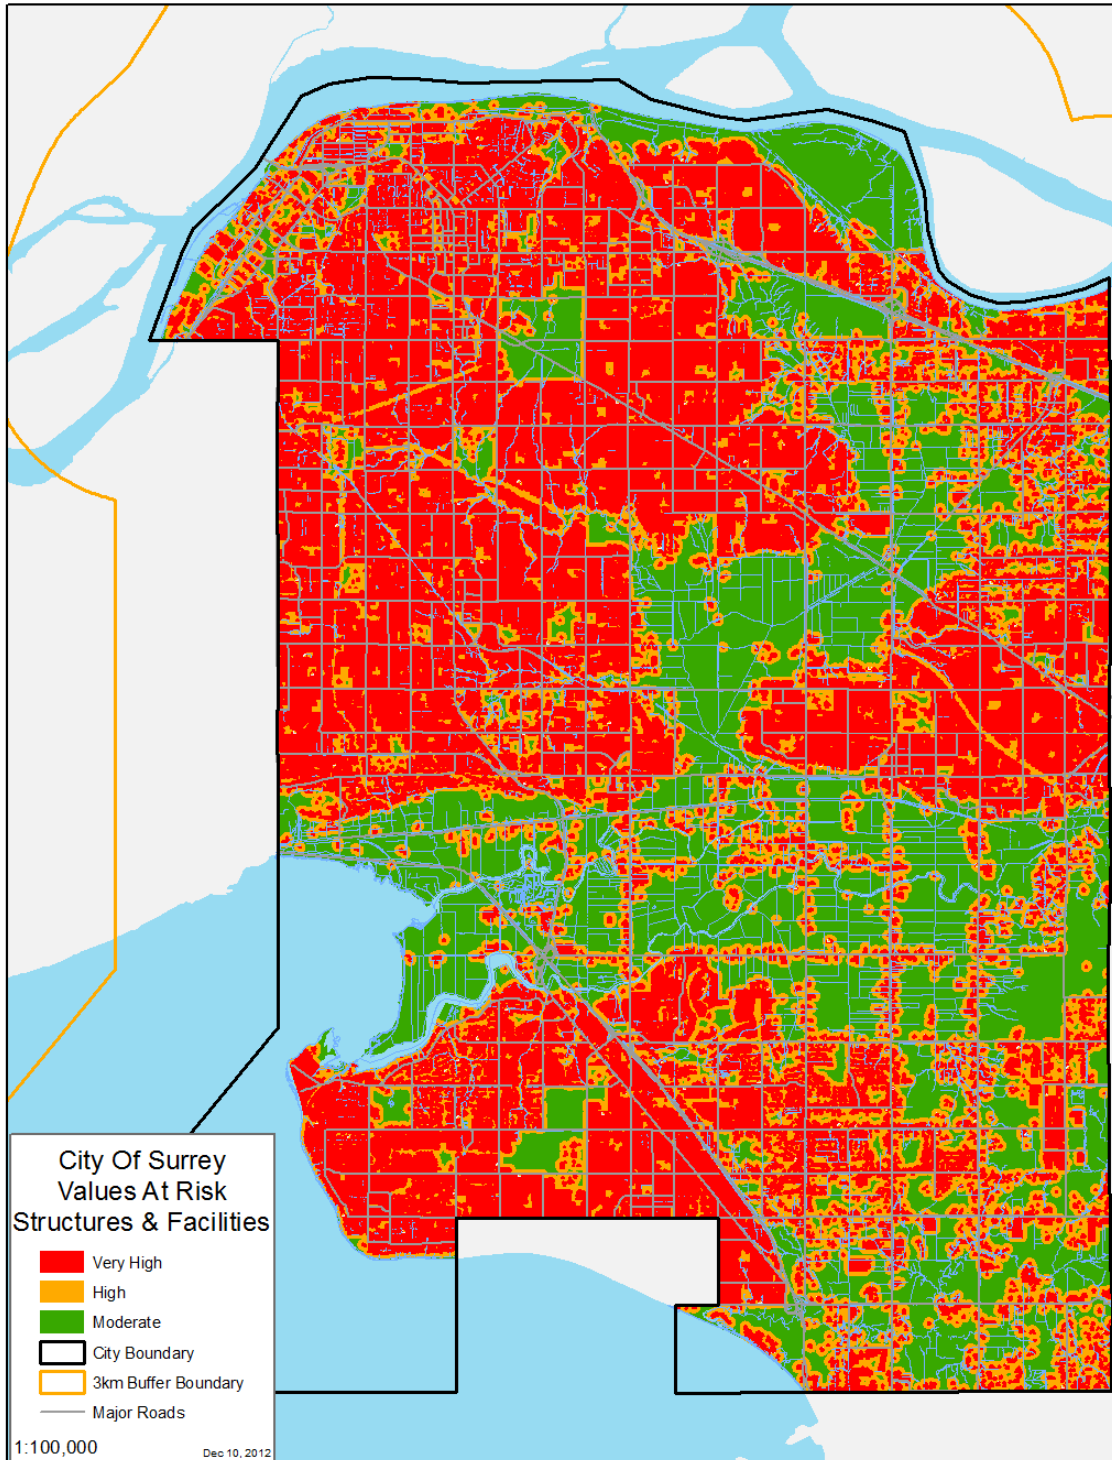 City Of Surrey
Values At Risk
Structures & Facilities
Very High
High
Moderate
City Boundary
3km Buffer Boundary
Major Roads
1:100,000
Dec 10, 2012